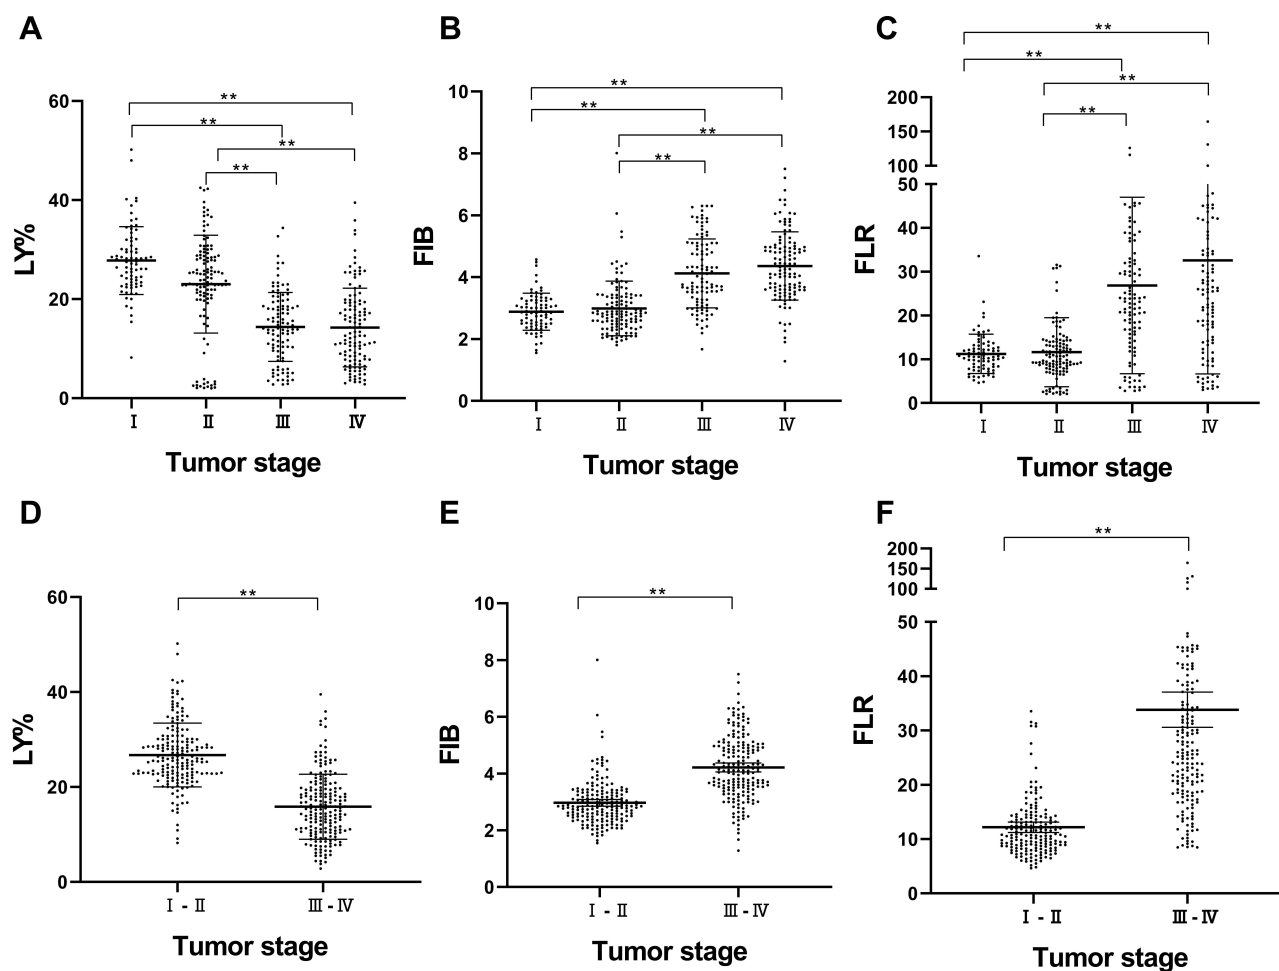 A
B
C
**
**
**
**
LY%
60
40
20
0
Ⅰ Ⅱ Ⅲ Ⅳ
Tumor stage
**
**
**
**
FIB
10
8
6
4
2
0
Ⅰ Ⅱ Ⅲ Ⅳ
Tumor stage
**
**
**
**
FLR
200
150
100
50
30
20
10
0
Ⅰ Ⅱ Ⅲ Ⅳ
Tumor stage
D
E
F
**
LY%
60
40
20
0
Ⅰ - Ⅱ Ⅲ - Ⅳ
Tumor stage
**
FIB
10
8
6
4
2
0
Ⅰ - Ⅱ Ⅲ - Ⅳ
Tumor stage
**
FLR
200
150
100
50
40
30
20
10
0
Ⅰ - Ⅱ Ⅲ - Ⅳ
Tumor stage